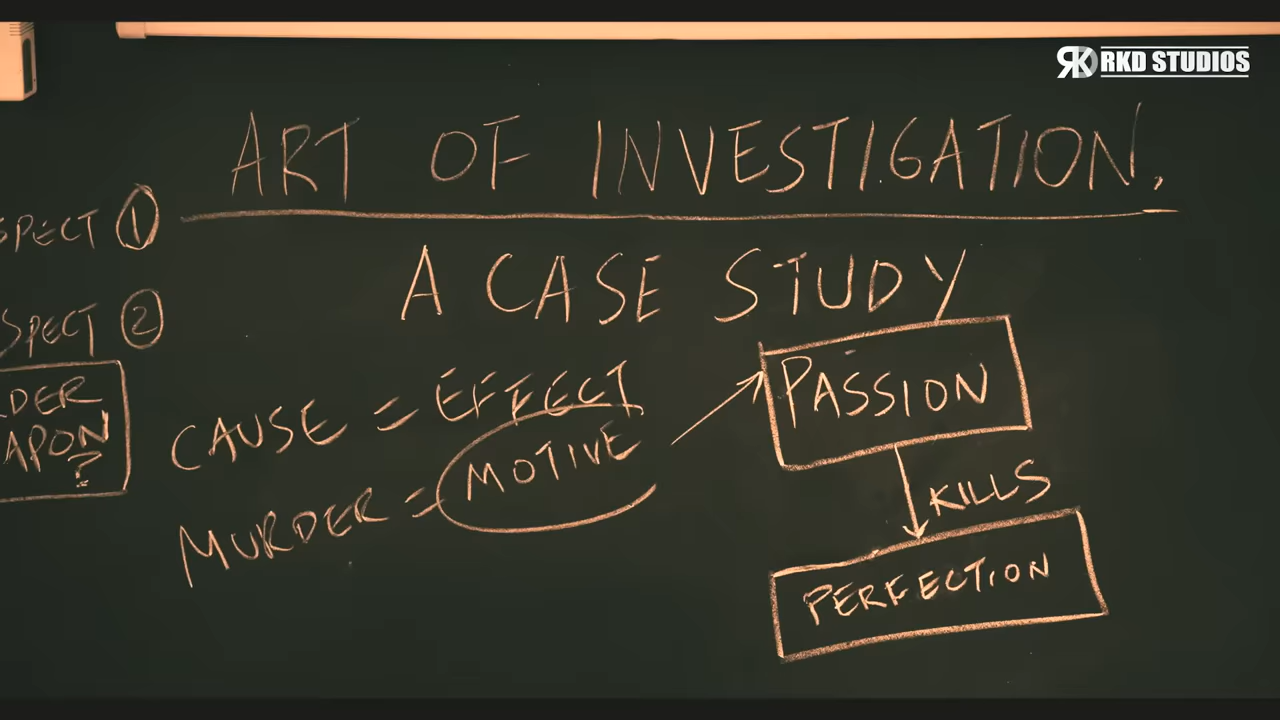 RKD STUDIOS
ART OF INVESTIGATION.
A CASE STUDY
SPECT 1
SPECT 2
DER
APON
?
CAUSE = EFFECT
MURDER = MOTIVE
PASSION
KILLS
PERFECTION